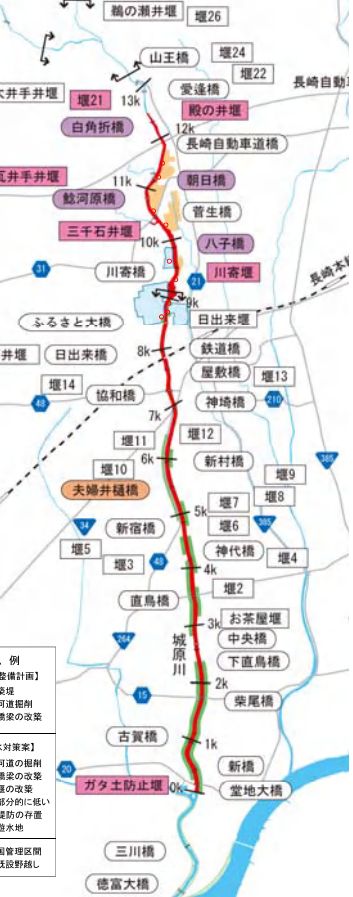 鵜の瀬井堰
堰26
山王橋
堰24
堰22
長崎自動車
井手井堰
堰21
13k
愛逢橋
殿の井堰
白角折橋
12k
長崎自動車道橋
瓦井手井堰
11k
朝日橋
鯰河原橋
菅生橋
三千石井堰
10k
八子橋
31
川寄橋
21
川寄堰
長崎本線
9k
ふるさと大橋
日出来堰
井堰
日出来橋
8k
鉄道橋
屋敷橋
堰14
堰13
48
協和橋
7k
神埼橋
210
堰11
堰12
6k
新村橋
385
堰10
堰9
夫婦井樋橋
堰7
堰8
5k
34
新宿橋
堰6
385
堰5
堰3
48
神代橋
堰4
4k
堰2
直鳥橋
お茶屋堰
3k
中央橋
264
城原川
下直鳥橋
例
整備計画】
2k
築堤
河道掘削
橋梁の改築
15
柴尾橋
古賀橋
1k
水対策案】
河道の掘削
橋梁の改築
堰の改築
部分的に低い
堤防の存置
遊水地
20
新橋
ガタ土防止堰
0k
堂地大橋
国管理区間
既設野越し
三川橋
徳富大橋